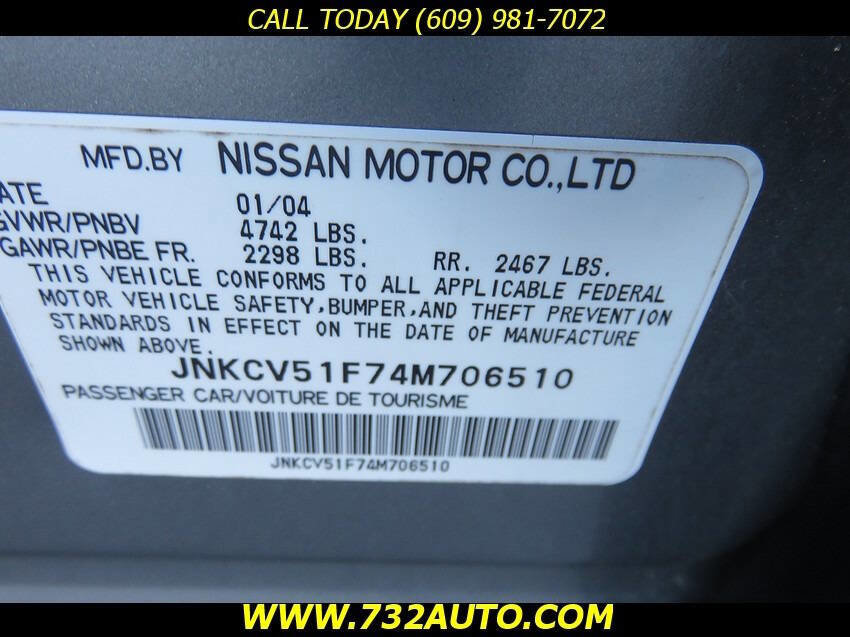 CALL TODAY (609) 981-7072
MFD.BY NISSAN MOTOR CO.,LTD
ATE 01/04
GVWR/PNBV 4742 LBS.
GAWR/PNBE FR. 2298 LBS. RR. 2467 LBS.
THIS VEHICLE CONFORMS TO ALL APPLICABLE FEDERAL
MOTOR VEHICLE SAFETY,BUMPER,AND THEFT PREVENTION
STANDARDS IN EFFECT ON THE DATE OF MANUFACTURE
SHOWN ABOVE. JNKCV51F74M706510
PASSENGER CAR/VOITURE DE TOURISME
JNKCV51F74M706510
WWW.732AUTO.COM